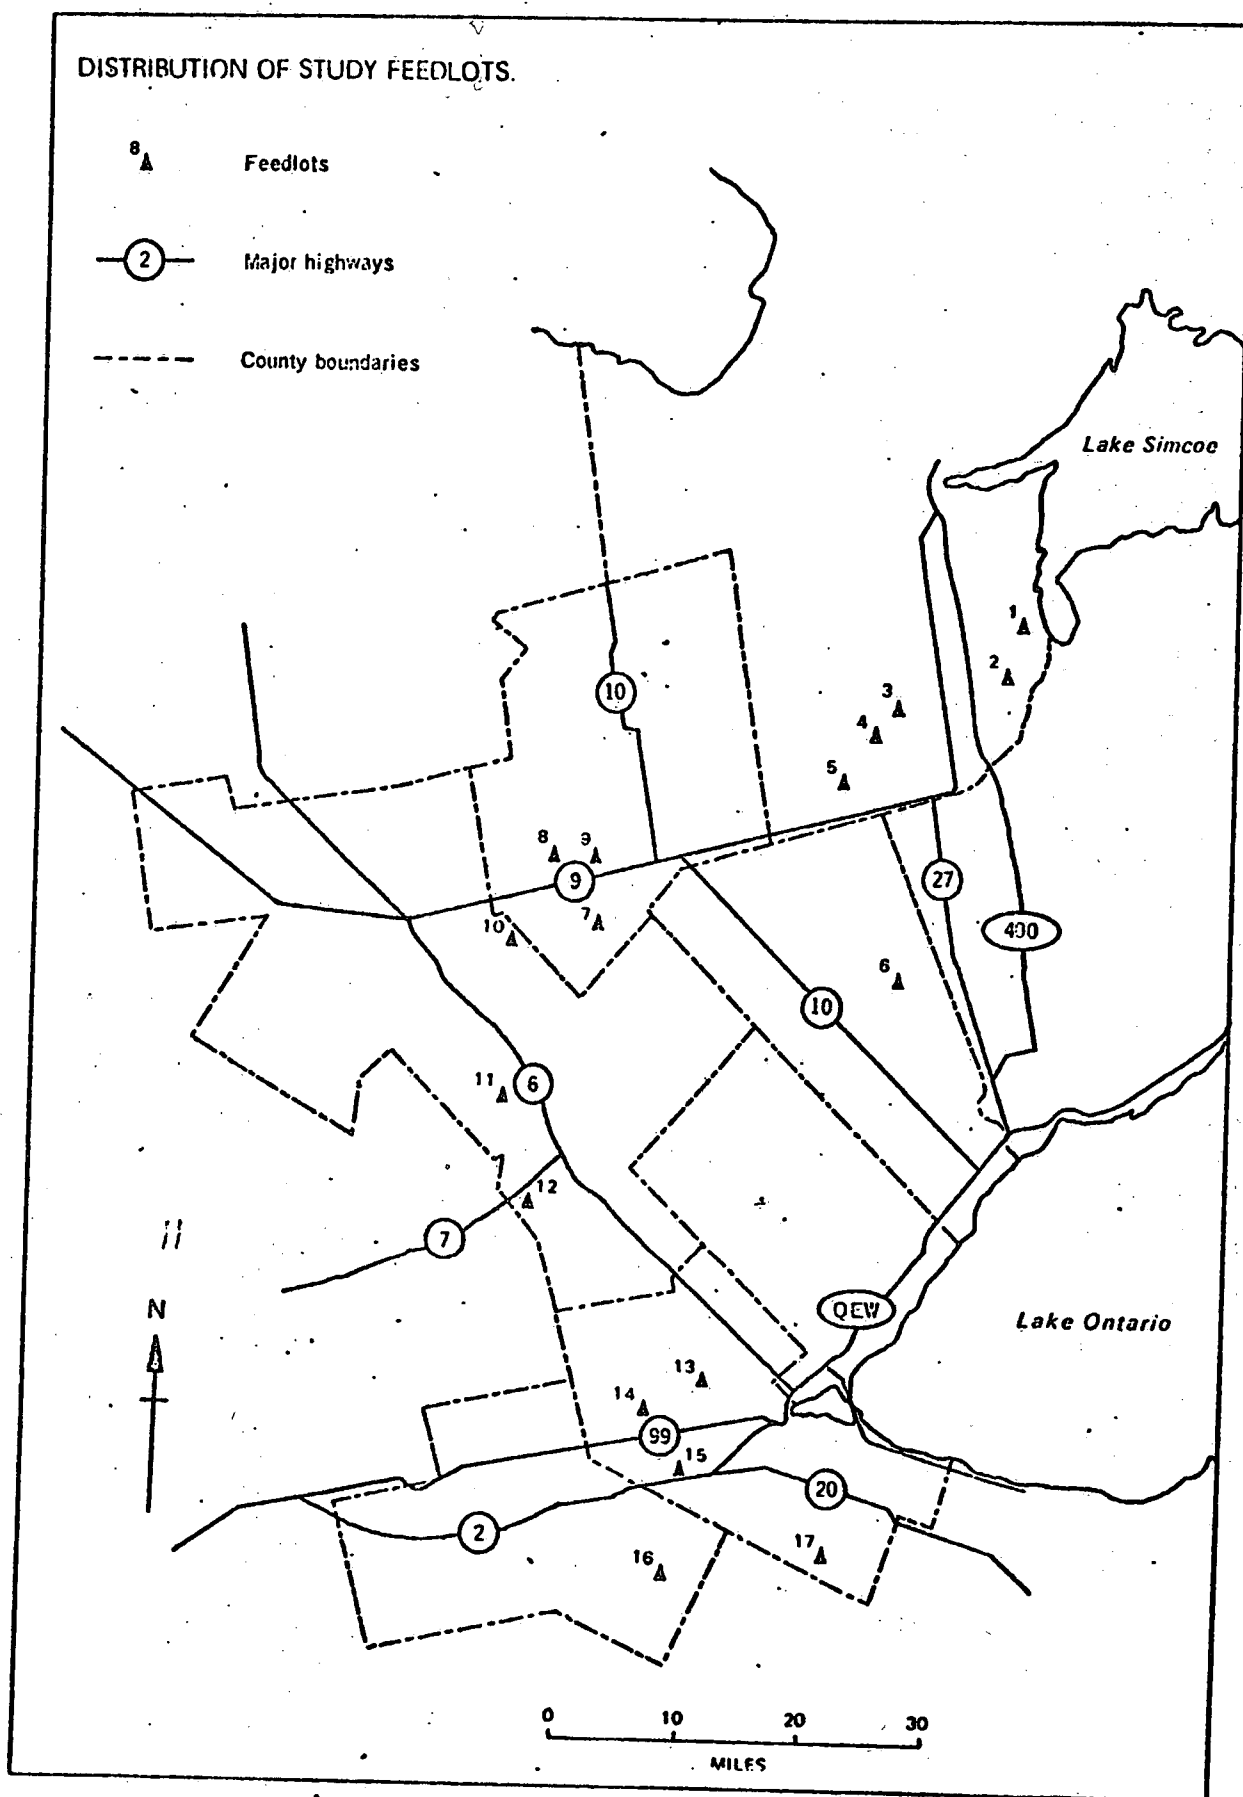 DISTRIBUTION OF STUDY FEEDLOTS.
8
Feedlots
2
Major highways
County boundaries
Lake Simcoe
1
2
3
4
5
10
8
9
9
7
10
27
400
6
10
11
6
12
7
N
QEW
Lake Ontario
13
14
99
15
20
2
17
16
0 10 20 30
MILES